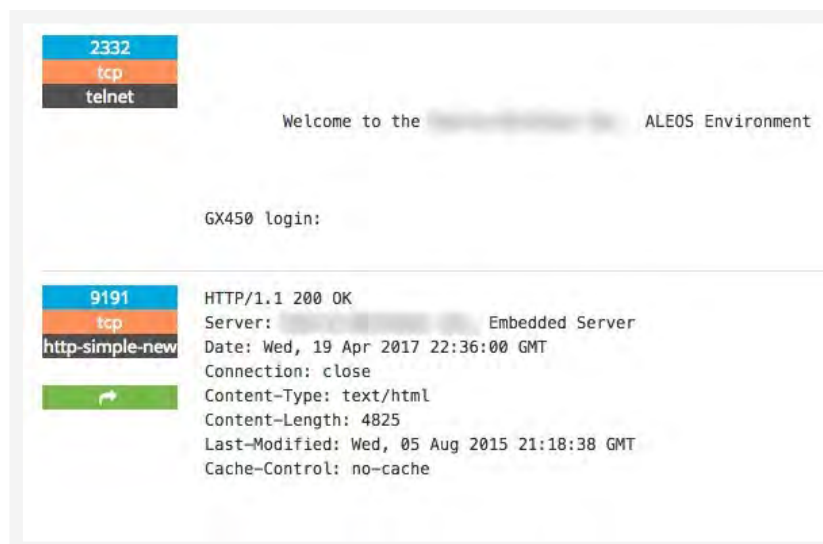 2332
tcp
telnet
Welcome to the ALEOS Environment
GX450 login:
9191
tcp
http-simple-new
HTTP/1.1 200 OK
Server: Embedded Server
Date: Wed, 19 Apr 2017 22:36:00 GMT
Connection: close
Content-Type: text/html
Content-Length: 4825
Last-Modified: Wed, 05 Aug 2015 21:18:38 GMT
Cache-Control: no-cache